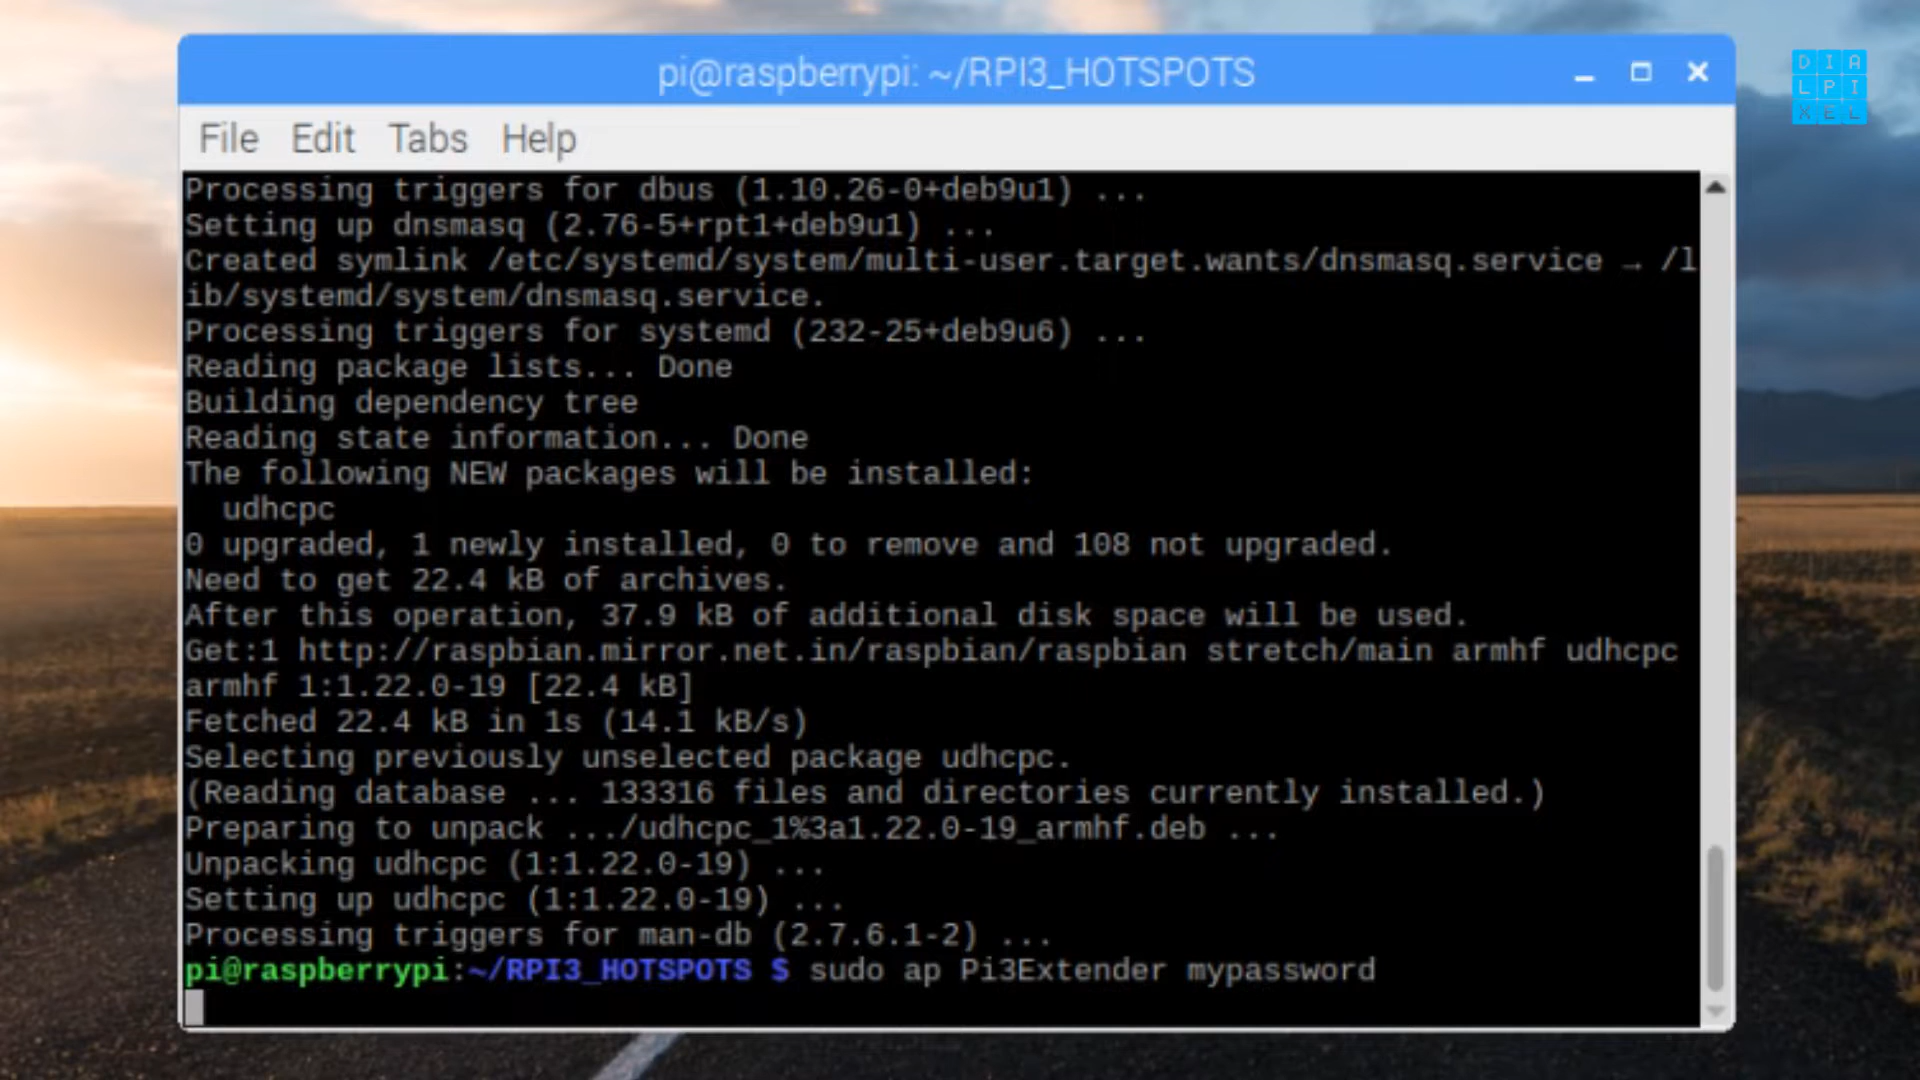 pi@raspberrypi: ~/RPI3_HOTSPOTS
DIA
LPI
XEL
File Edit Tabs Help
Processing triggers for dbus (1.10.26-0+deb9u1) ...
Setting up dnsmasq (2.76-5+rpt1+deb9u1) ...
Created symlink /etc/systemd/system/multi-user.target.wants/dnsmasq.service → /l
ib/systemd/system/dnsmasq.service.
Processing triggers for systemd (232-25+deb9u6) ...
Reading package lists... Done
Building dependency tree
Reading state information... Done
The following NEW packages will be installed:
  udhcpc
0 upgraded, 1 newly installed, 0 to remove and 108 not upgraded.
Need to get 22.4 kB of archives.
After this operation, 37.9 kB of additional disk space will be used.
Get:1 http://raspbian.mirror.net.in/raspbian/raspbian stretch/main armhf udhcpc
armhf 1:1.22.0-19 [22.4 kB]
Fetched 22.4 kB in 1s (14.1 kB/s)
Selecting previously unselected package udhcpc.
(Reading database ... 133316 files and directories currently installed.)
Preparing to unpack .../udhcpc_1%3a1.22.0-19_armhf.deb ...
Unpacking udhcpc (1:1.22.0-19) ...
Setting up udhcpc (1:1.22.0-19) ...
Processing triggers for man-db (2.7.6.1-2) ...
pi@raspberrypi:~/RPI3_HOTSPOTS $ sudo ap Pi3Extender mypassword